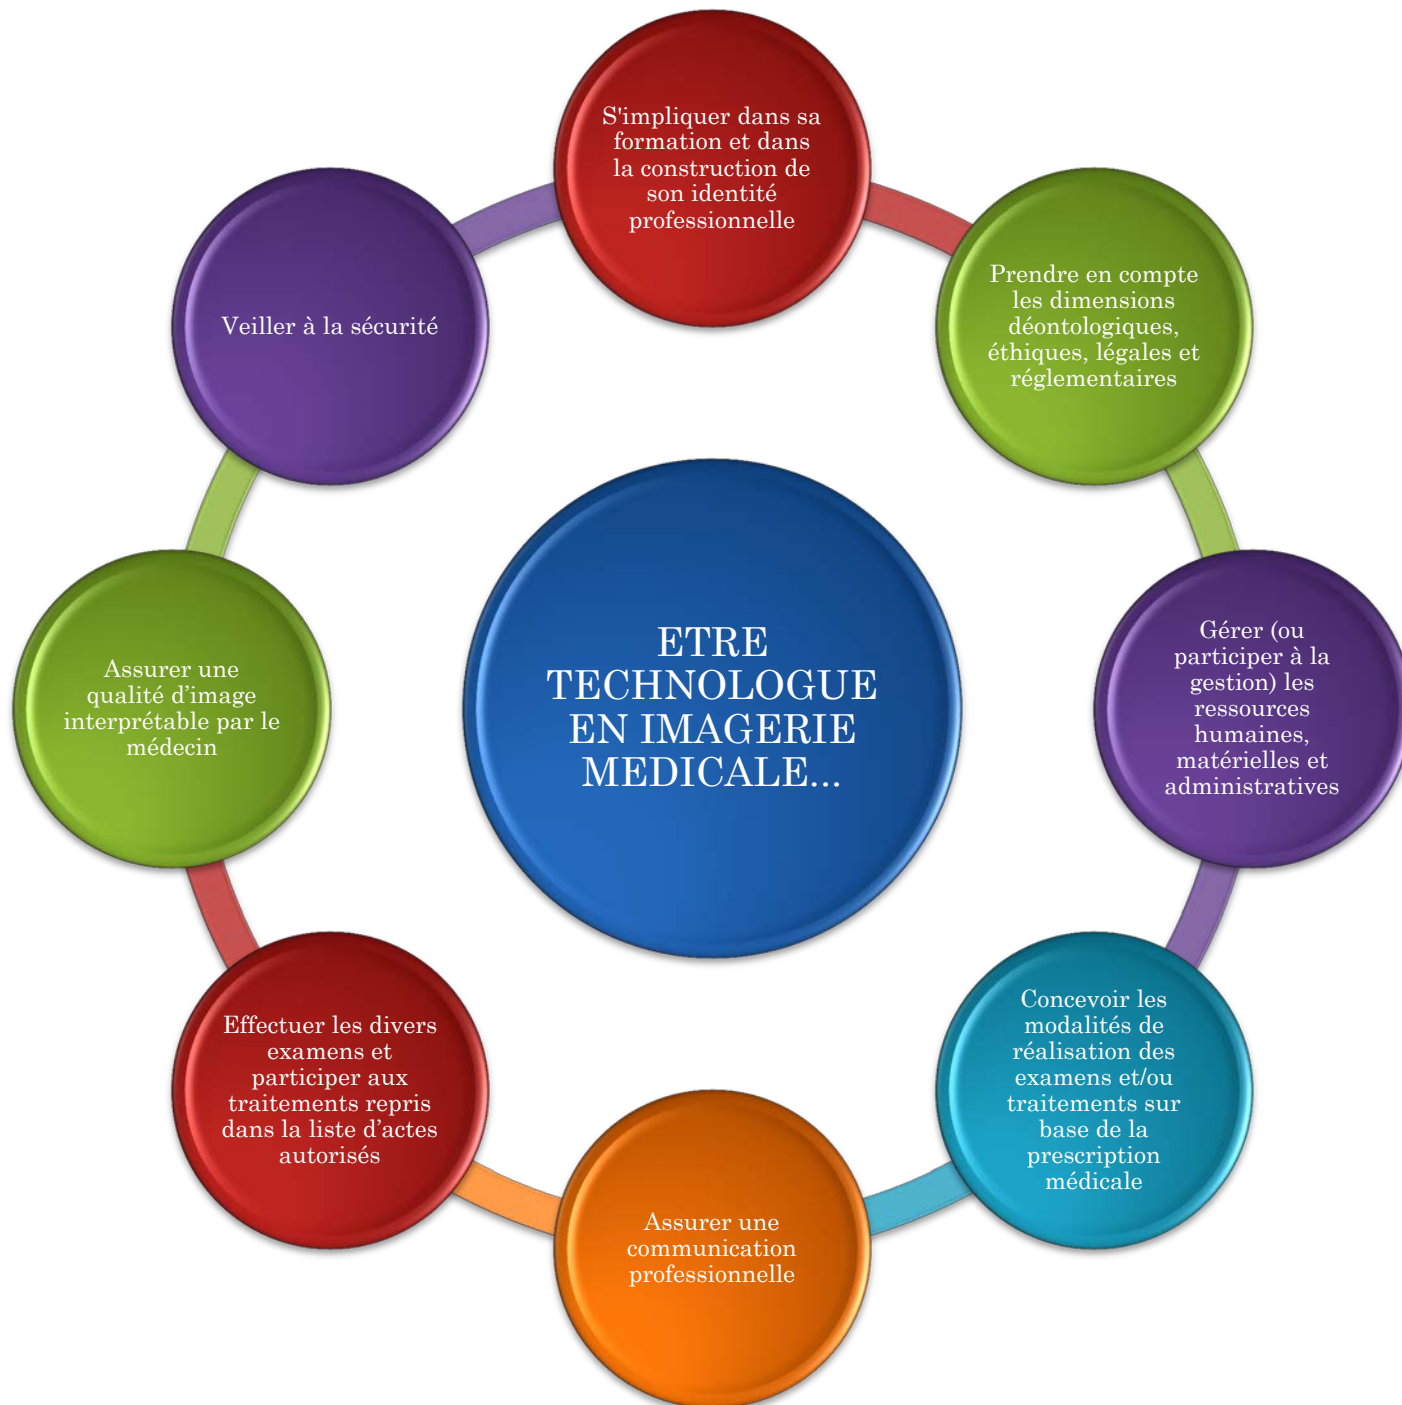 S'impliquer dans sa
formation et dans
la construction de
son identité
professionnelle
Prendre en compte
les dimensions
déontologiques,
éthiques, légales et
réglementaires
Gérer (ou
participer à la
gestion) les
ressources
humaines,
matérielles et
administratives
Concevoir les
modalités de
réalisation des
examens et/ou
traitements sur
base de la
prescription
médicale
Assurer une
communication
professionnelle
Effectuer les divers
examens et
participer aux
traitements repris
dans la liste d’actes
autorisés
Assurer une
qualité d’image
interprétable par le
médecin
Veiller à la sécurité
ETRE
TECHNOLOGUE
EN IMAGERIE
MEDICALE...